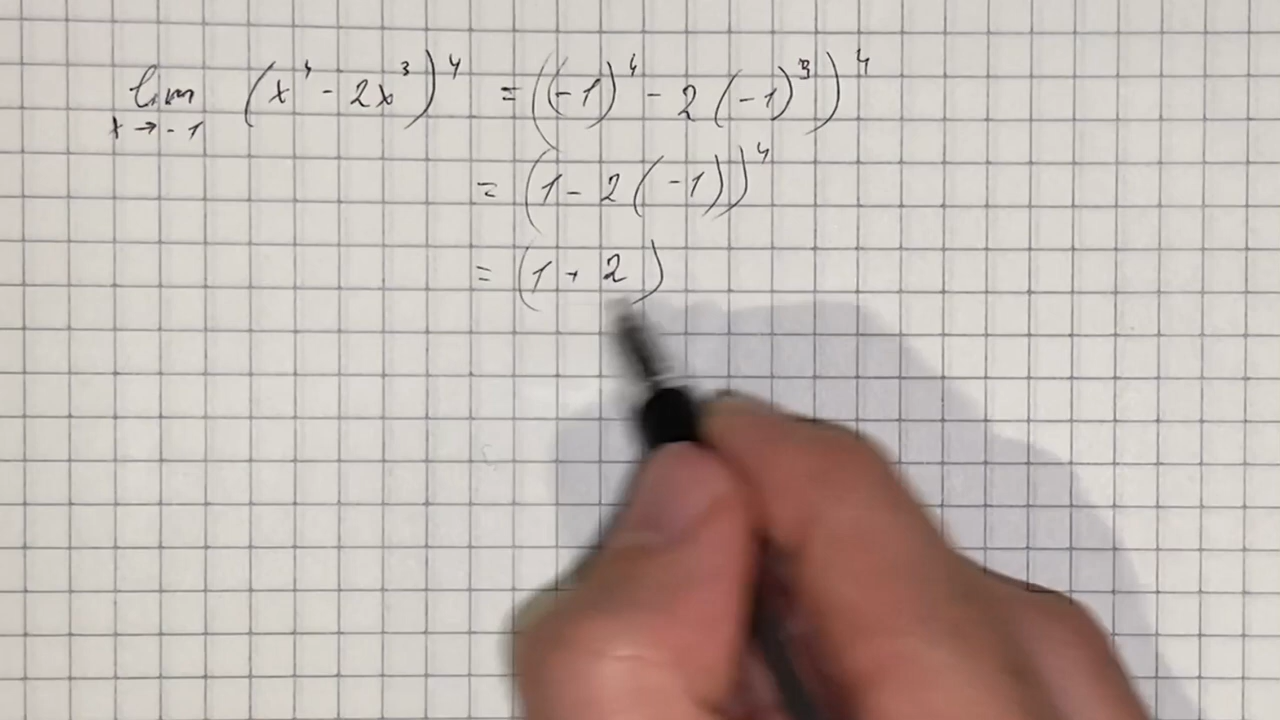 lim (x⁴ - 2x³)⁴ = ((-1)⁴ - 2(-1)³)⁴
x → -1
= (1 - 2(-1))⁴
= (1 + 2)